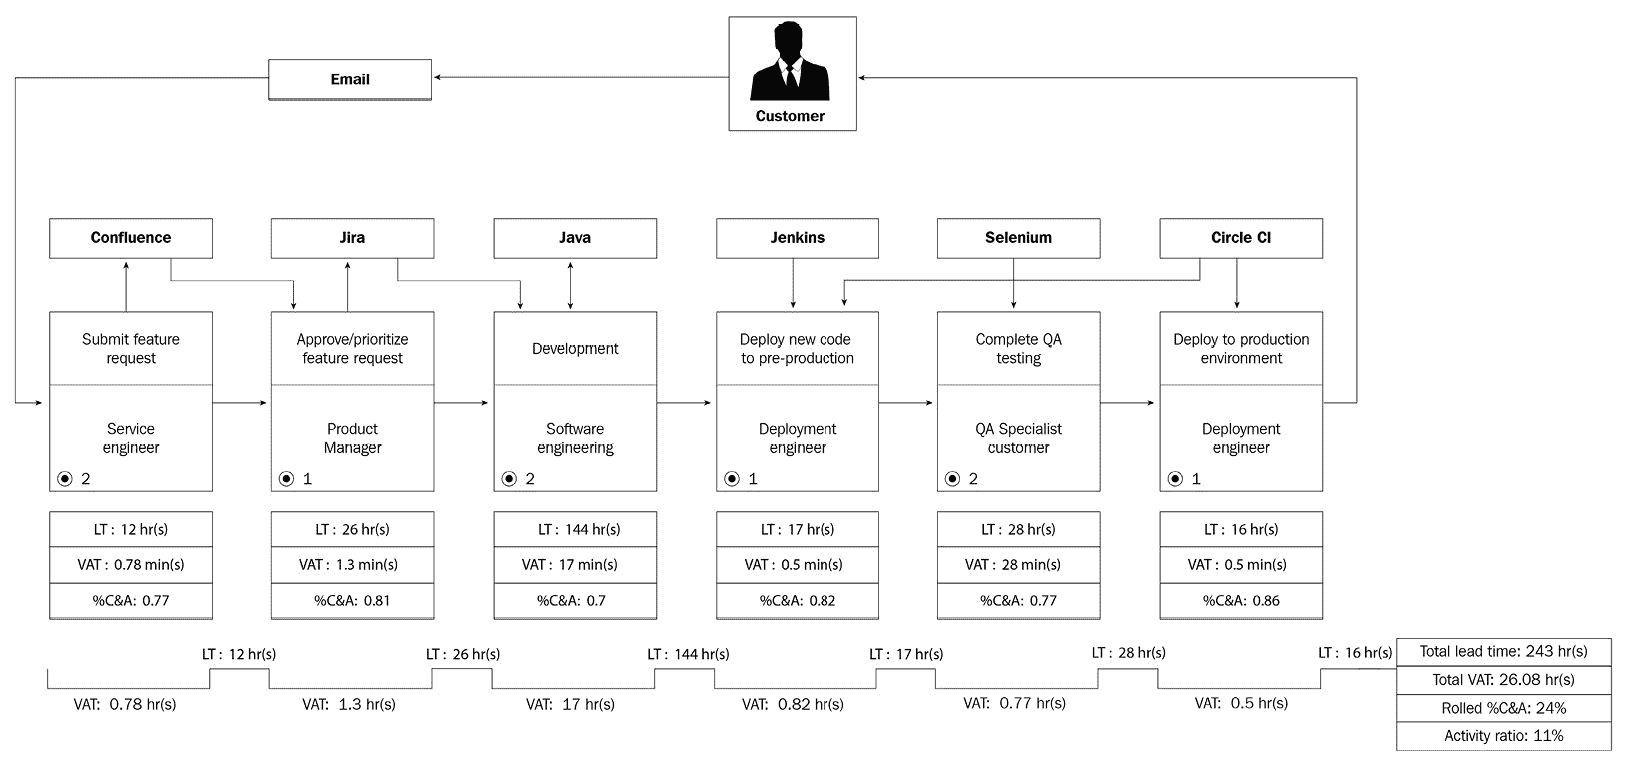 Email
Customer
Confluence
Jira
Java
Jenkins
Selenium
Circle CI
Submit feature
request
Approve/prioritize
feature request
Development
Deploy new code
to pre-production
Complete QA
testing
Deploy to production
environment
Service
engineer
Product
Manager
Software
engineering
Deployment
engineer
QA Specialist
customer
Deployment
engineer
2
1
2
1
2
1
LT : 12 hr(s)
LT : 26 hr(s)
LT : 144 hr(s)
LT : 17 hr(s)
LT : 28 hr(s)
LT : 16 hr(s)
VAT : 0.78 min(s)
VAT : 1.3 min(s)
VAT : 17 min(s)
VAT : 0.5 min(s)
VAT : 28 min(s)
VAT : 0.5 min(s)
%C&A: 0.77
%C&A: 0.81
%C&A: 0.7
%C&A: 0.82
%C&A: 0.77
%C&A: 0.86
LT : 12 hr(s)
LT : 26 hr(s)
LT : 144 hr(s)
LT : 17 hr(s)
LT : 28 hr(s)
LT : 16 hr(s)
VAT: 0.78 hr(s)
VAT: 1.3 hr(s)
VAT: 17 hr(s)
VAT: 0.82 hr(s)
VAT: 0.77 hr(s)
VAT: 0.5 hr(s)
Total lead time: 243 hr(s)
Total VAT: 26.08 hr(s)
Rolled %C&A: 24%
Activity ratio: 11%